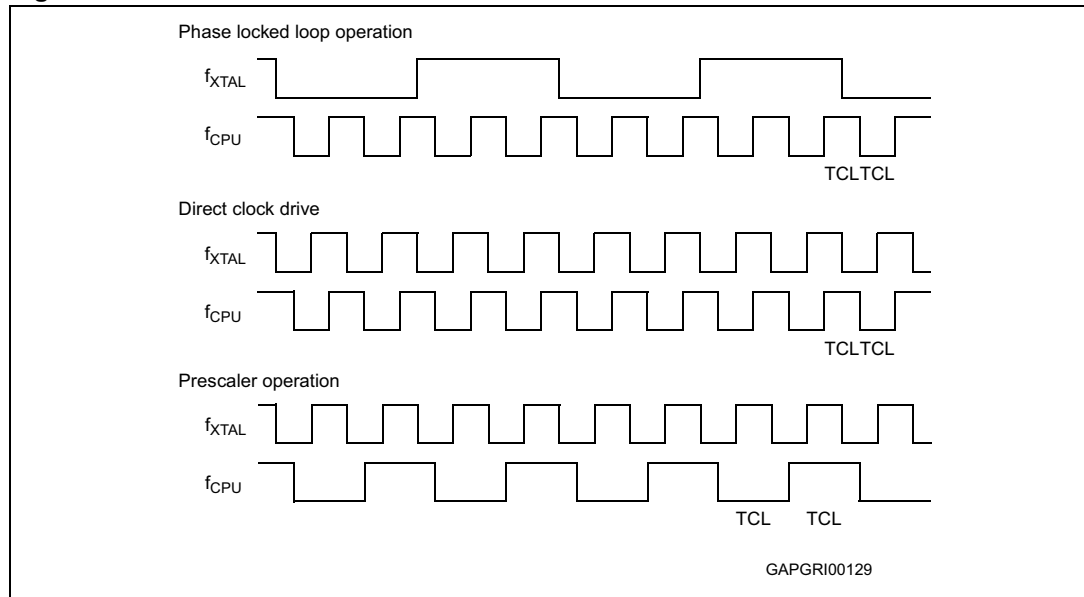 Phase locked loop operation
fXTAL
fCPU
TCLTCL
Direct clock drive
fXTAL
fCPU
TCLTCL
Prescaler operation
fXTAL
fCPU
TCL TCL
GAPGRI00129